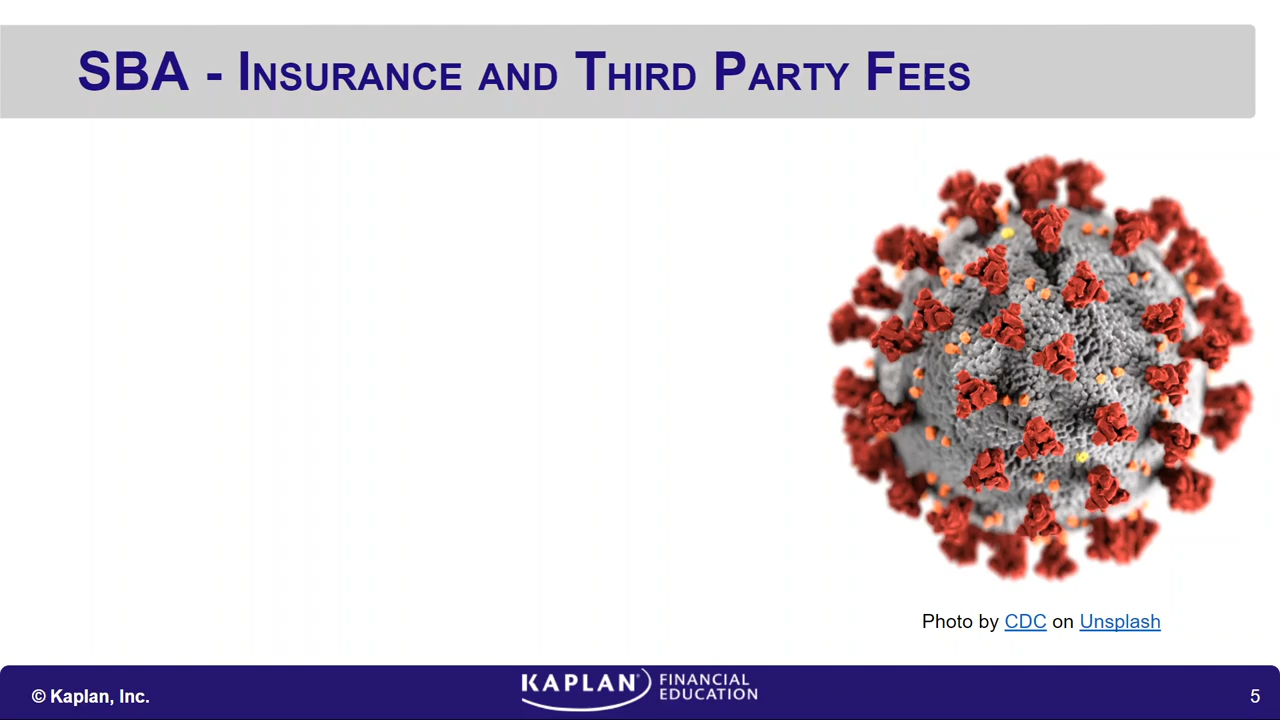 SBA - Insurance and Third Party Fees
Photo by CDC on Unsplash
© Kaplan, Inc.
KAPLAN® FINANCIAL
EDUCATION
5